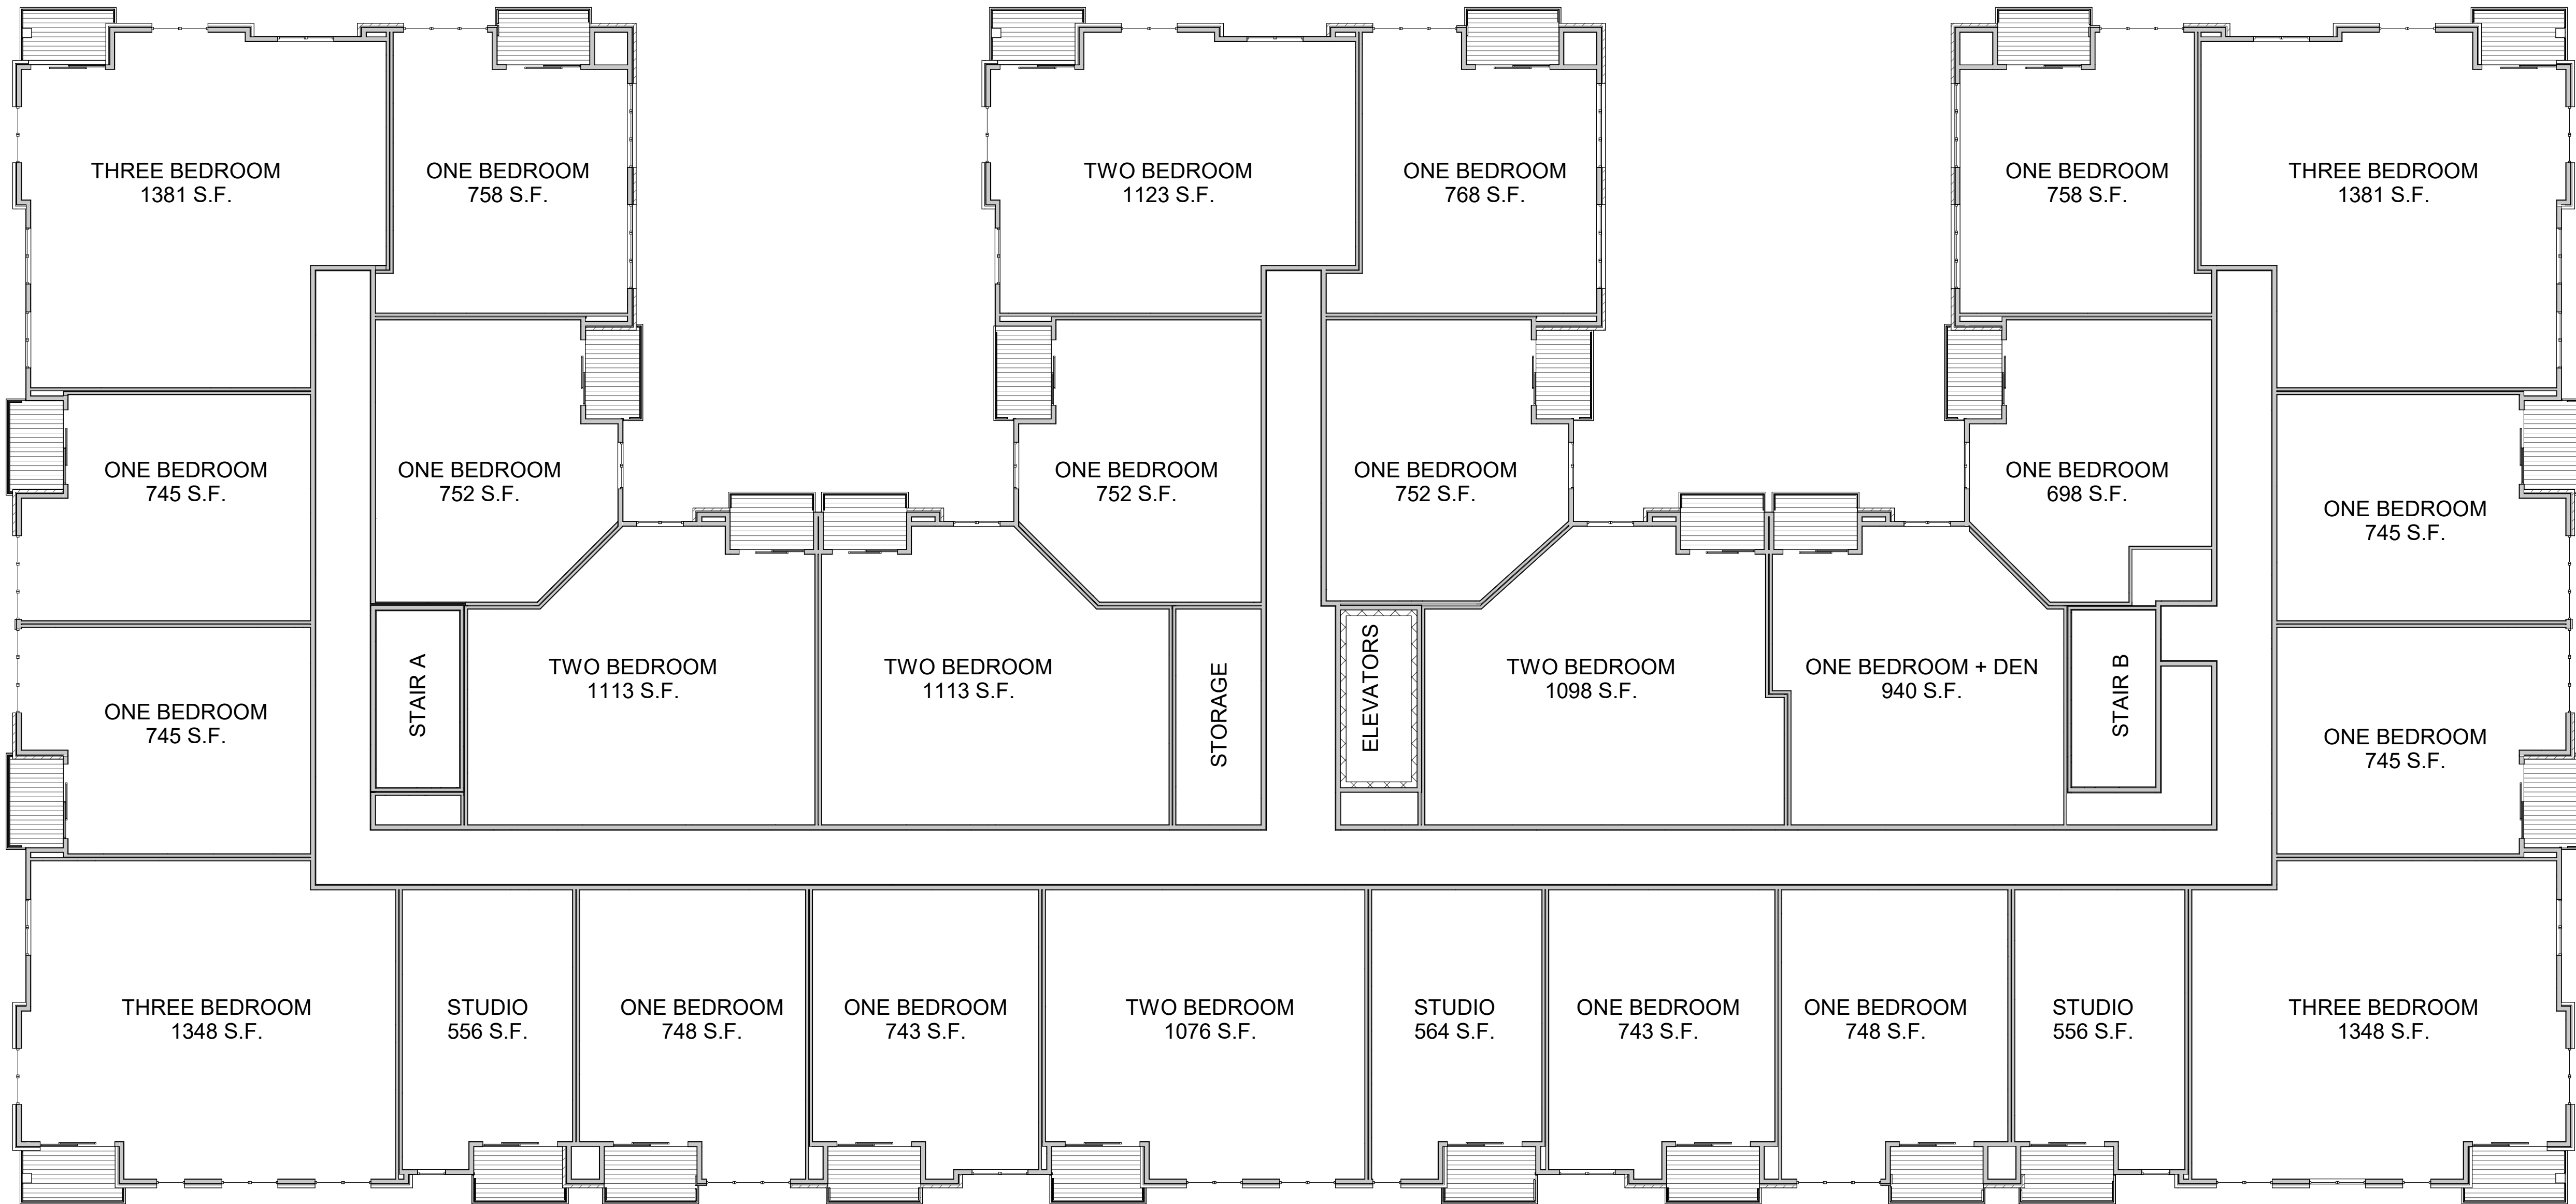 THREE BEDROOM
1381 S.F.
ONE BEDROOM
758 S.F.
TWO BEDROOM
1123 S.F.
ONE BEDROOM
768 S.F.
ONE BEDROOM
758 S.F.
THREE BEDROOM
1381 S.F.
ONE BEDROOM
745 S.F.
ONE BEDROOM
752 S.F.
ONE BEDROOM
752 S.F.
ONE BEDROOM
752 S.F.
ONE BEDROOM
698 S.F.
ONE BEDROOM
745 S.F.
ONE BEDROOM
745 S.F.
STAIR A
TWO BEDROOM
1113 S.F.
TWO BEDROOM
1113 S.F.
STORAGE
ELEVATORS
TWO BEDROOM
1098 S.F.
ONE BEDROOM + DEN
940 S.F.
STAIR B
ONE BEDROOM
745 S.F.
THREE BEDROOM
1348 S.F.
STUDIO
556 S.F.
ONE BEDROOM
748 S.F.
ONE BEDROOM
743 S.F.
TWO BEDROOM
1076 S.F.
STUDIO
564 S.F.
ONE BEDROOM
743 S.F.
ONE BEDROOM
748 S.F.
STUDIO
556 S.F.
THREE BEDROOM
1348 S.F.